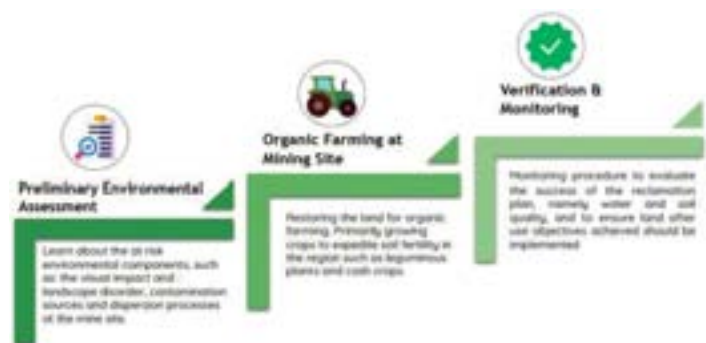 Preliminary Environmental
Assessment
Learn about the at risk
environmental components, such
as: the visual impact and
landscape disorder, contamination
sources and dispersion processes
at the mine site.
Organic Farming at
Mining Site
Restoring the land for organic
farming. Primarily growing
crops to expedite soil fertility in
the region such as leguminous
plants and cash crops.
Verification &
Monitoring
Monitoring procedure to evaluate
the success of the reclamation
plan, namely water and soil
quality, and to ensure land after
use objectives achieved should be
implemented